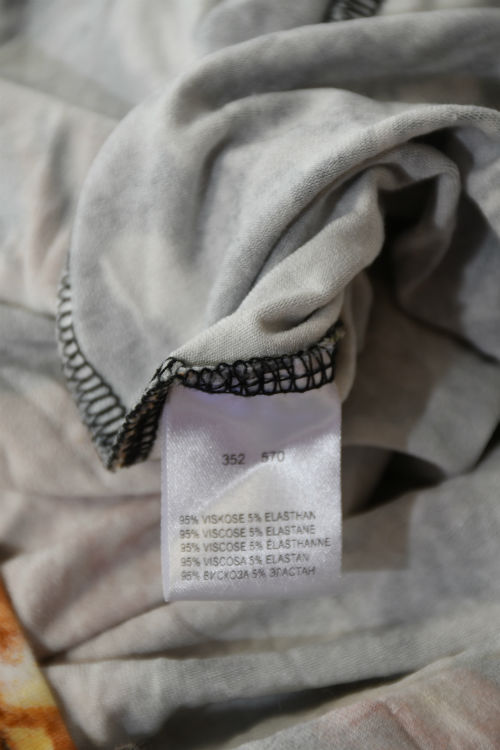 352 570
95% VISKOSE 5% ELASTHAN
95% VISCOSE 5% ELASTANE
95% VISCOSE 5% ÉLASTHANNE
95% VISCOSA 5% ELASTAN
95% ВИСКОЗА 5% ЭЛАСТАН